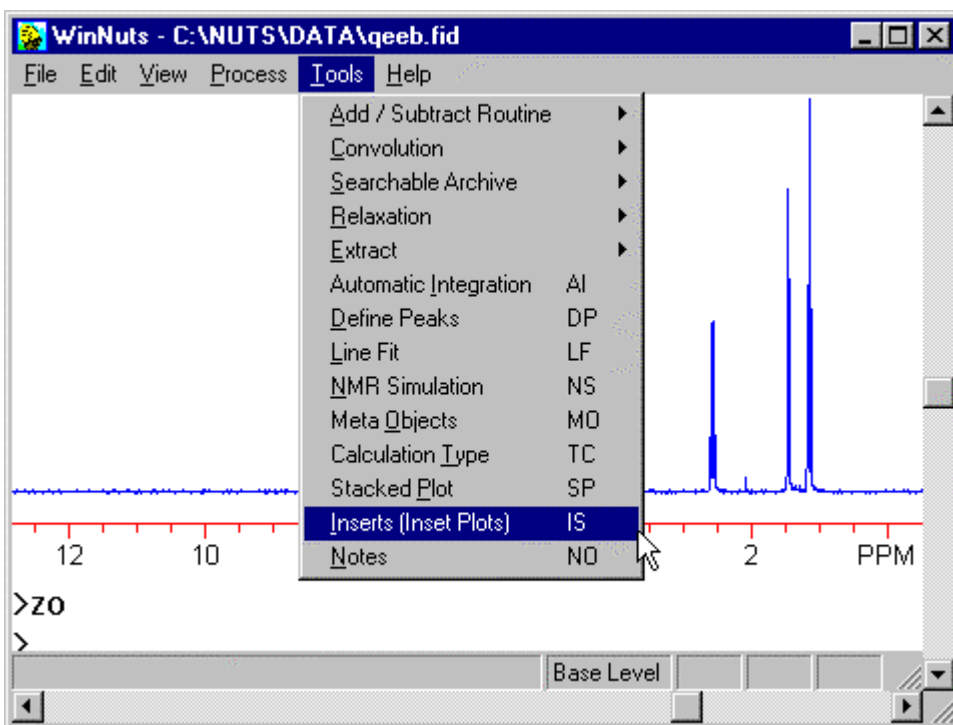 WinNuts - C:\NUTS\DATA\qeeb.fid
File Edit View Process Tools Help
Add / Subtract Routine
Convolution
Searchable Archive
Relaxation
Extract
Automatic Integration AI
Define Peaks DP
Line Fit LF
NMR Simulation NS
Meta Objects MO
Calculation Type TC
Stacked Plot SP
Inserts (Inset Plots) IS
Notes NO
12 10 2 PPM
>zo
>
Base Level